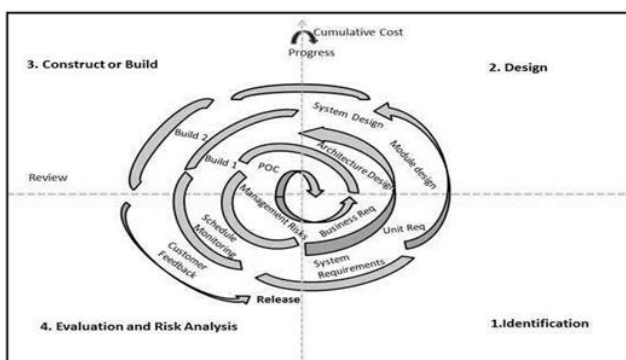 Cumulative Cost
Progress
3. Construct or Build
2. Design
System Design
Build 2
Build 1
POC
Architecture Design
Module design
Review
Management Risks
Business Req
Unit Req
Schedule
Monitoring
System
Requirements
Customer
Feedback
Release
4. Evaluation and Risk Analysis
1.Identification